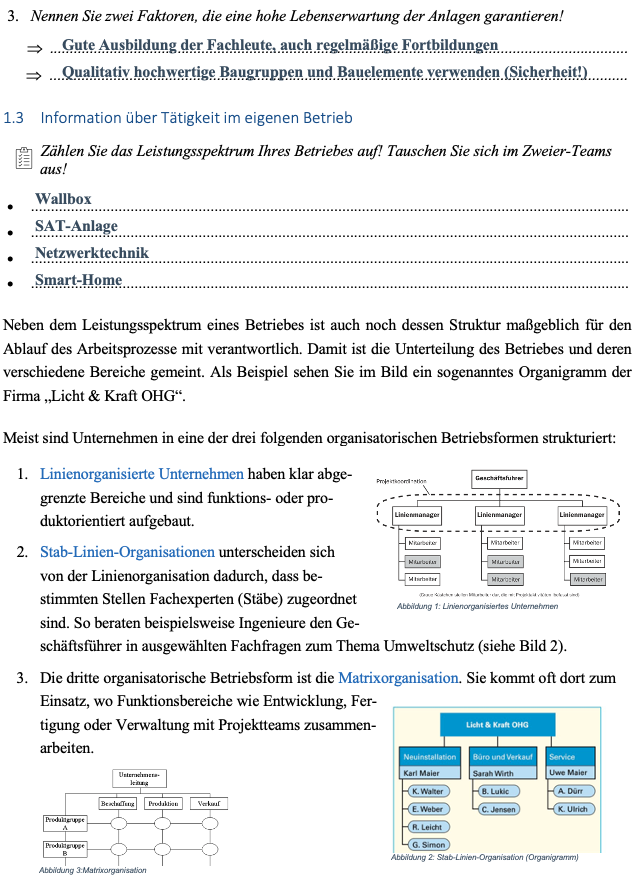 3. Nennen Sie zwei Faktoren, die eine hohe Lebenserwartung der Anlagen garantieren!
⇒ Gute Ausbildung der Fachleute, auch regelmäßige Fortbildungen
⇒ Qualitativ hochwertige Baugruppen und Bauelemente verwenden (Sicherheit!)
1.3 Information über Tätigkeit im eigenen Betrieb
Zählen Sie das Leistungsspektrum Ihres Betriebes auf! Tauschen Sie sich im Zweier-Teams
aus!
• Wallbox
• SAT-Anlage
• Netzwerktechnik
• Smart-Home
Neben dem Leistungsspektrum eines Betriebes ist auch noch dessen Struktur maßgeblich für den
Ablauf des Arbeitsprozesse mit verantwortlich. Damit ist die Unterteilung des Betriebes und deren
verschiedene Bereiche gemeint. Als Beispiel sehen Sie im Bild ein sogenanntes Organigramm der
Firma „Licht & Kraft OHG“.
Meist sind Unternehmen in eine der drei folgenden organisatorischen Betriebsformen strukturiert:
1. Linienorganisierte Unternehmen haben klar abge-
grenzte Bereiche und sind funktions- oder pro-
duktorientiert aufgebaut.
2. Stab-Linien-Organisationen unterscheiden sich
von der Linienorganisation dadurch, dass be-
stimmten Stellen Fachexperten (Stäbe) zugeordnet
sind. So beraten beispielsweise Ingenieure den Ge-
schäftsführer in ausgewählten Fachfragen zum Thema Umweltschutz (siehe Bild 2).
Projektkoordination
Geschäftsführer
Linienmanager Linienmanager Linienmanager
Mitarbeiter Mitarbeiter Mitarbeiter
Mitarbeiter Mitarbeiter Mitarbeiter
Mitarbeiter Mitarbeiter Mitarbeiter
Abbildung 1: Linienorganisiertes Unternehmen
3. Die dritte organisatorische Betriebsform ist die Matrixorganisation. Sie kommt oft dort zum
Einsatz, wo Funktionsbereiche wie Entwicklung, Fer-
tigung oder Verwaltung mit Projektteams zusammen-
arbeiten.
Unternehmens-
leitung
Beschaffung Produktion Verkauf
Produktgruppe
A
Produktgruppe
B
Abbildung 3:Matrixorganisation
Licht & Kraft OHG
Neuinstallation Büro und Verkauf Service
Karl Maier Sarah Wirth Uwe Maier
K. Walter B. Lukic A. Dürr
E. Weber C. Jensen K. Ulrich
R. Leicht
G. Simon
Abbildung 2: Stab-Linien-Organisation (Organigramm)